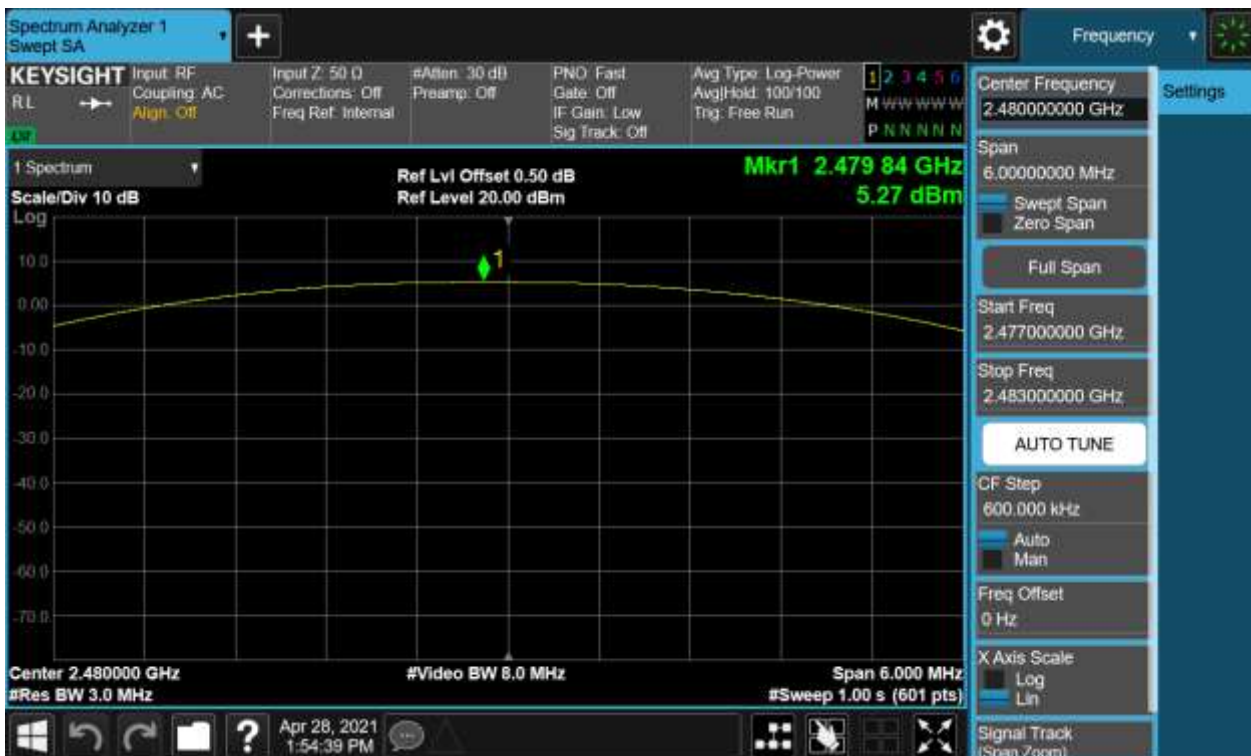 Spectrum Analyzer 1
Swept SA
+
Frequency
KEYSIGHT
RL
Input: RF
Coupling: AC
Align: Off
Input Z: 50 Ω
Corrections: Off
Freq Ref: Internal
#Atten: 30 dB
Preamp: Off
PNO: Fast
Gate: Off
IF Gain: Low
Sig Track: Off
Avg Type: Log-Power
Avg|Hold: 100/100
Trig: Free Run
1 2 3 4 5 6
M W W W W W
P N N N N N
1 Spectrum
Scale/Div 10 dB
Log
Ref Lvl Offset 0.50 dB
Ref Level 20.00 dBm
Mkr1 2.479 84 GHz
5.27 dBm
1
10.0
0.00
-10.0
-20.0
-30.0
-40.0
-50.0
-60.0
-70.0
Center 2.480000 GHz
#Res BW 3.0 MHz
#Video BW 8.0 MHz
Span 6.000 MHz
#Sweep 1.00 s (601 pts)
Center Frequency
2.480000000 GHz
Settings
Span
6.00000000 MHz
Swept Span
Zero Span
Full Span
Start Freq
2.477000000 GHz
Stop Freq
2.483000000 GHz
AUTO TUNE
CF Step
600.000 kHz
Auto
Man
Freq Offset
0 Hz
X Axis Scale
Log
Lin
Signal Track
(Span Zoom)
?
Apr 28, 2021
1:54:39 PM